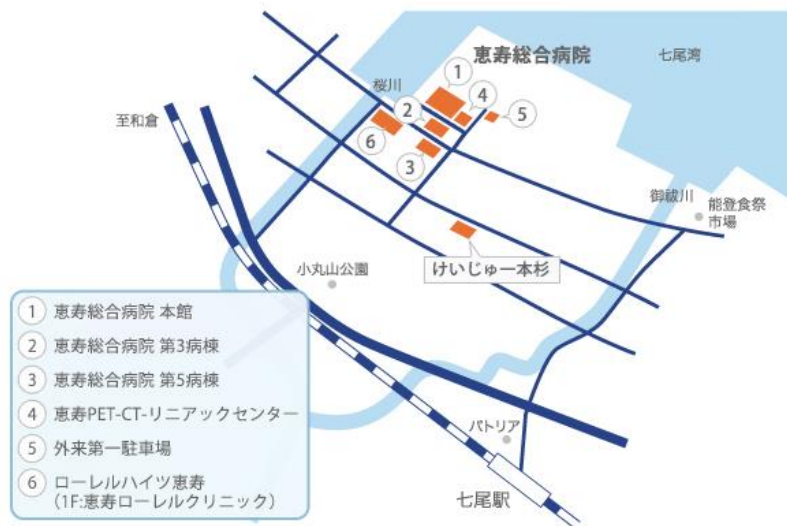 恵寿総合病院
七尾湾
桜川
1
4
2
5
6
3
至和倉
御祓川
能登食祭
市場
けいじゅ一本杉
小丸山公園
1 恵寿総合病院 本館
2 恵寿総合病院 第3病棟
3 恵寿総合病院 第5病棟
4 恵寿PET-CT-リニアックセンター
5 外来第一駐車場
6 ローレルハイツ恵寿
(1F:恵寿ローレルクリニック)
パトリア
七尾駅